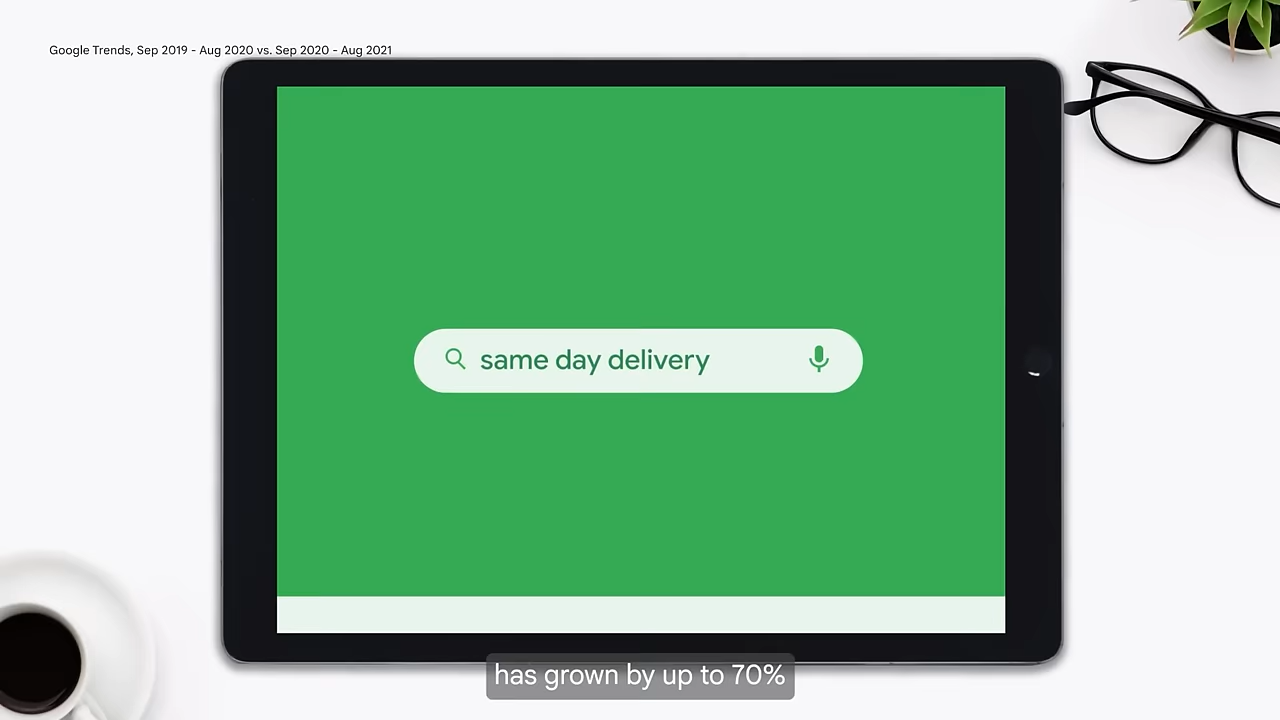 Google Trends, Sep 2019 - Aug 2020 vs. Sep 2020 - Aug 2021
same day delivery
has grown by up to 70%